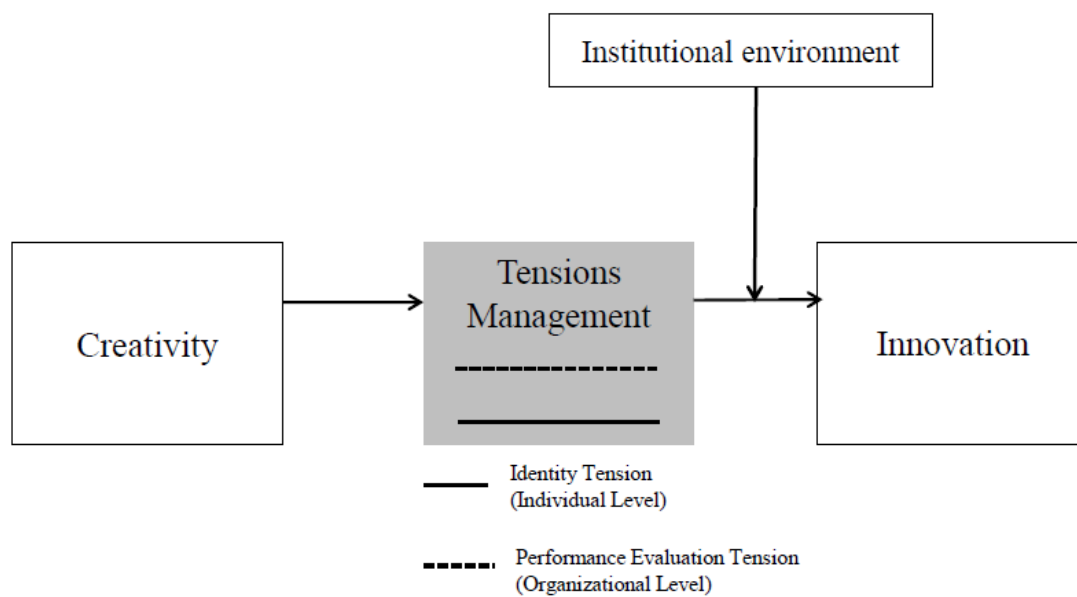 Institutional environment
Tensions
Management
Creativity
Innovation
Identity Tension
(Individual Level)
Performance Evaluation Tension
(Organizational Level)